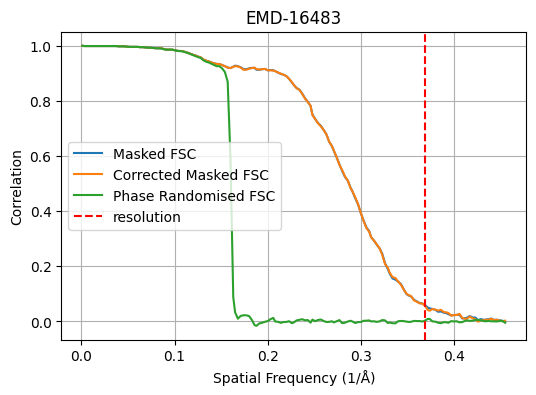 EMD-16483
1.0
0.8
0.6
0.4
0.2
0.0
Correlation
Masked FSC
Corrected Masked FSC
Phase Randomised FSC
resolution
0.0 0.1 0.2 0.3 0.4
Spatial Frequency (1/Å)